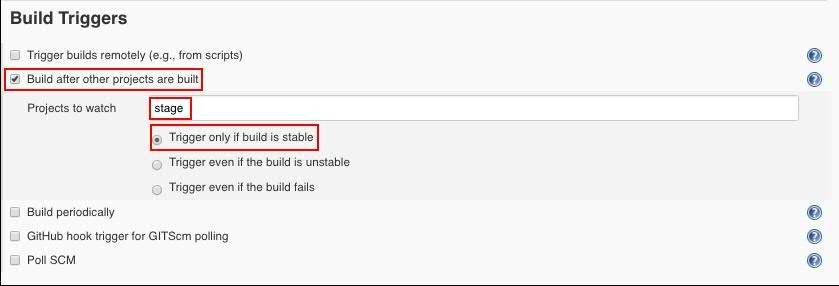 Build Triggers
Trigger builds remotely (e.g., from scripts)
Build after other projects are built
Projects to watch stage
Trigger only if build is stable
Trigger even if the build is unstable
Trigger even if the build fails
Build periodically
GitHub hook trigger for GITScm polling
Poll SCM